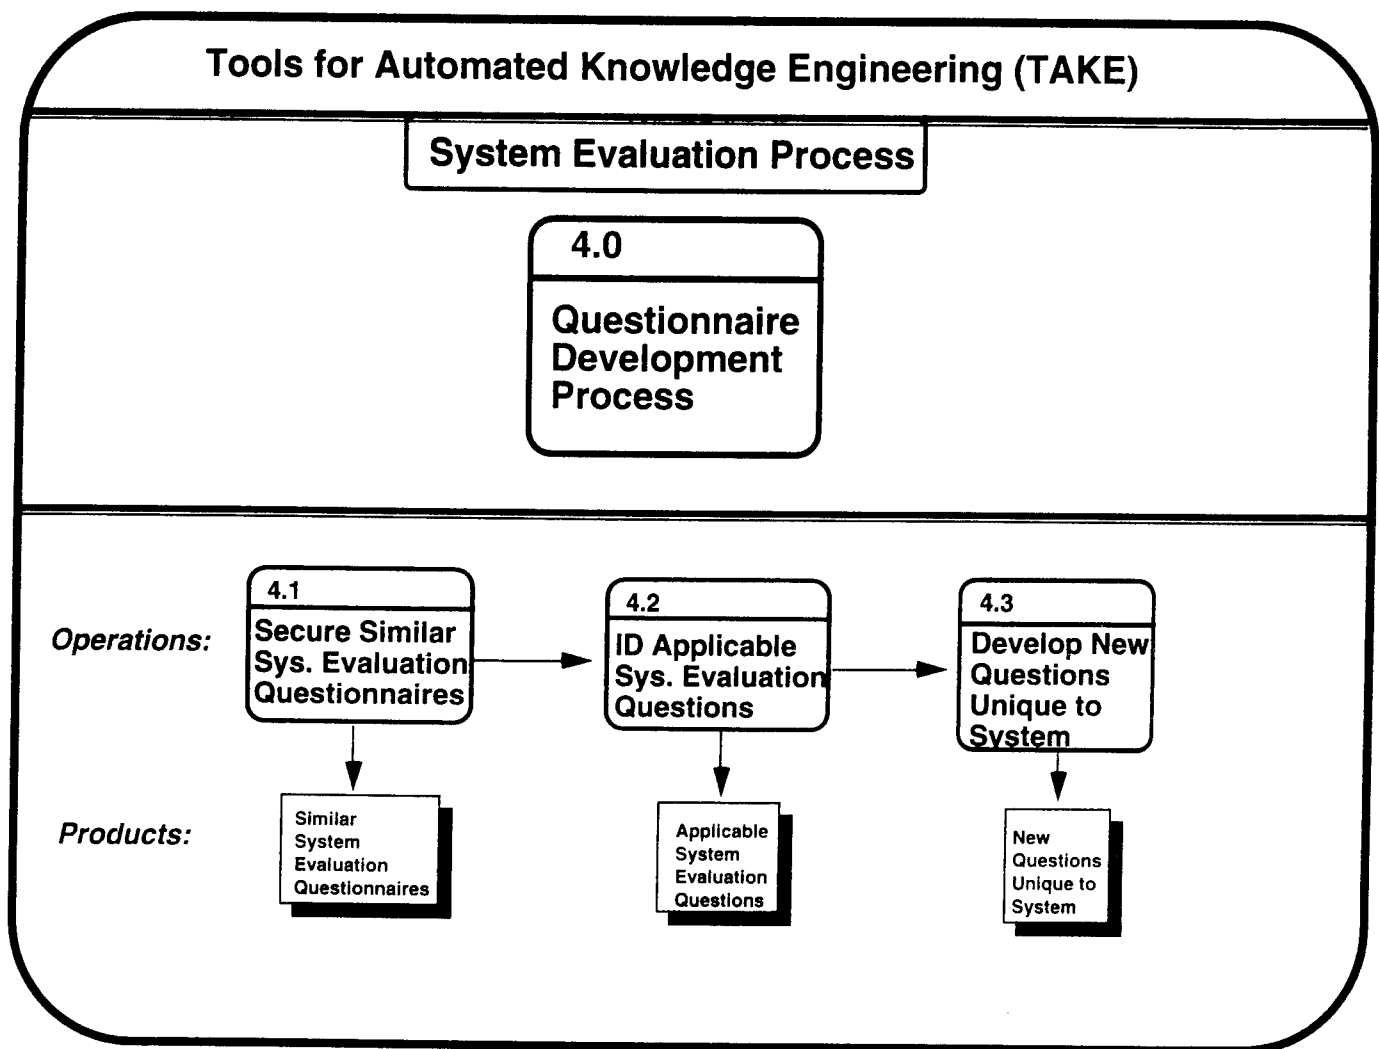 Tools for Automated Knowledge Engineering (TAKE)
System Evaluation Process
4.0
Questionnaire
Development
Process
Operations:
4.1
Secure Similar
Sys. Evaluation
Questionnaires
4.2
ID Applicable
Sys. Evaluation
Questions
4.3
Develop New
Questions
Unique to
System
Products:
Similar
System
Evaluation
Questionnaires
Applicable
System
Evaluation
Questions
New
Questions
Unique to
System